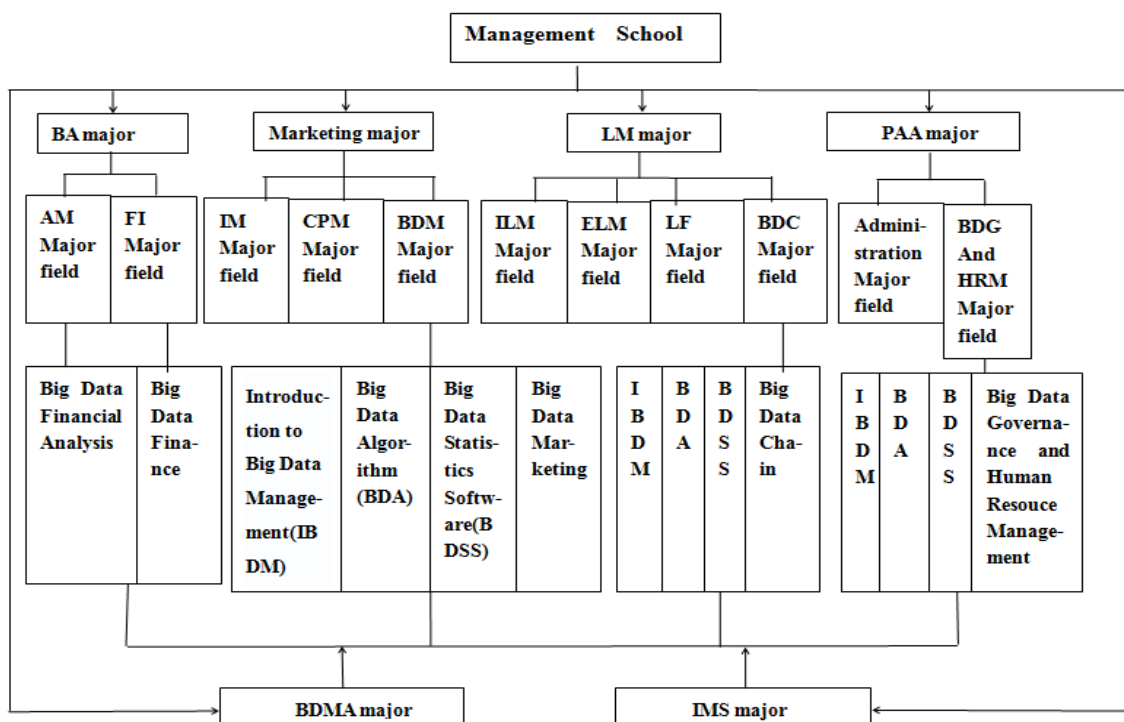 Management School
BA major
Marketing major
LM major
PAA major
AM
Major
field
FI
Major
field
IM
Major
field
CPM
Major
field
BDM
Major
field
ILM
Major
field
ELM
Major
field
LF
Major
field
BDC
Major
field
Admini-
stration
Major
field
BDG
And
HRM
Major
field
Big Data
Financial
Analysis
Big
Data
Fina-
nce
Introduc-
tion to
Big Data
Manage-
ment(IB
DM)
Big
Data
Algor-
ithm
(BDA)
Big
Data
Statis-
tics
Softw-
are(B
DSS)
Big
Data
Mar-
keting
I
B
D
M
B
D
A
B
D
S
S
Big
Data
Cha-
in
I
B
D
M
B
D
A
B
D
S
S
Big Data
Governa-
nce and
Human
Resouce
Manage-
ment
BDMA major
IMS major